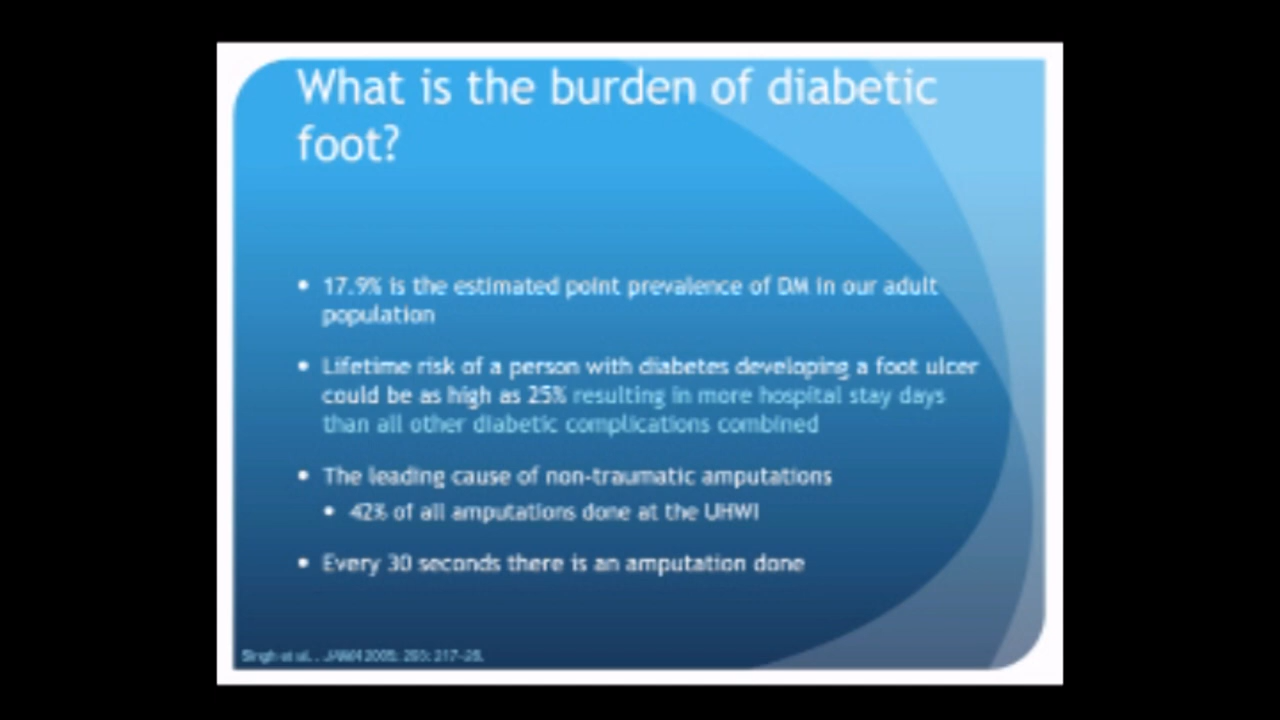 What is the burden of diabetic
foot?
• 17.9% is the estimated point prevalence of DM in our adult
population
• Lifetime risk of a person with diabetes developing a foot ulcer
could be as high as 25% resulting in more hospital stay days
than all other diabetic complications combined
• The leading cause of non-traumatic amputations
• 42% of all amputations done at the UHWI
• Every 30 seconds there is an amputation done
Singh et al., JAMA 2005; 293: 217-28.